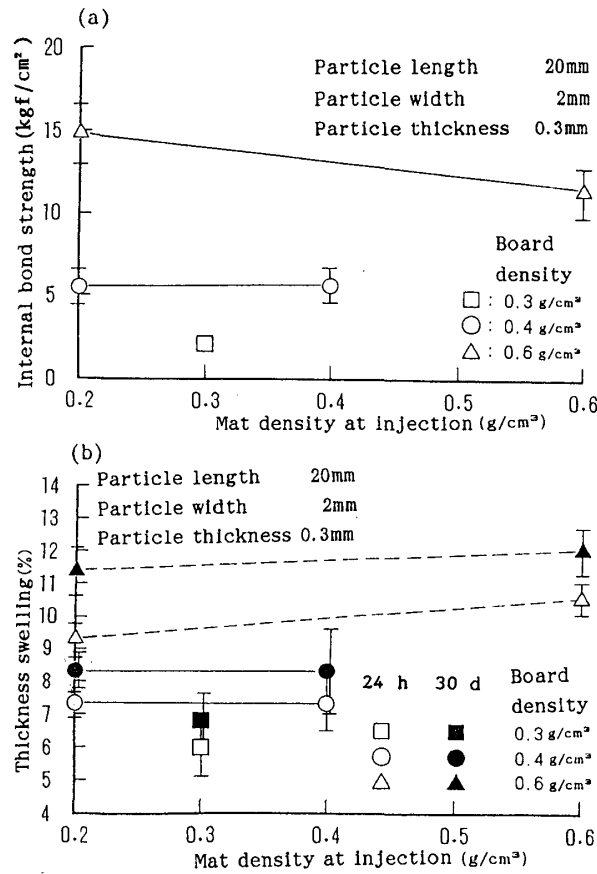 (a)
Internal bond strength (kgf/cm²)
20
15
10
5
0
Particle length 20mm
Particle width 2mm
Particle thickness 0.3mm
Board
density
□ : 0.3 g/cm³
○ : 0.4 g/cm³
△ : 0.6 g/cm³
0.2 0.3 0.4 0.5 0.6
Mat density at injection (g/cm³)
(b)
Thickness swelling (%)
14
13
12
11
10
9
8
7
6
5
4
Particle length 20mm
Particle width 2mm
Particle thickness 0.3mm
24 h 30 d Board
density
□ ■ 0.3 g/cm³
○ ● 0.4 g/cm³
△ ▲ 0.6 g/cm³
0.2 0.3 0.4 0.5 0.6
Mat density at injection (g/cm³)